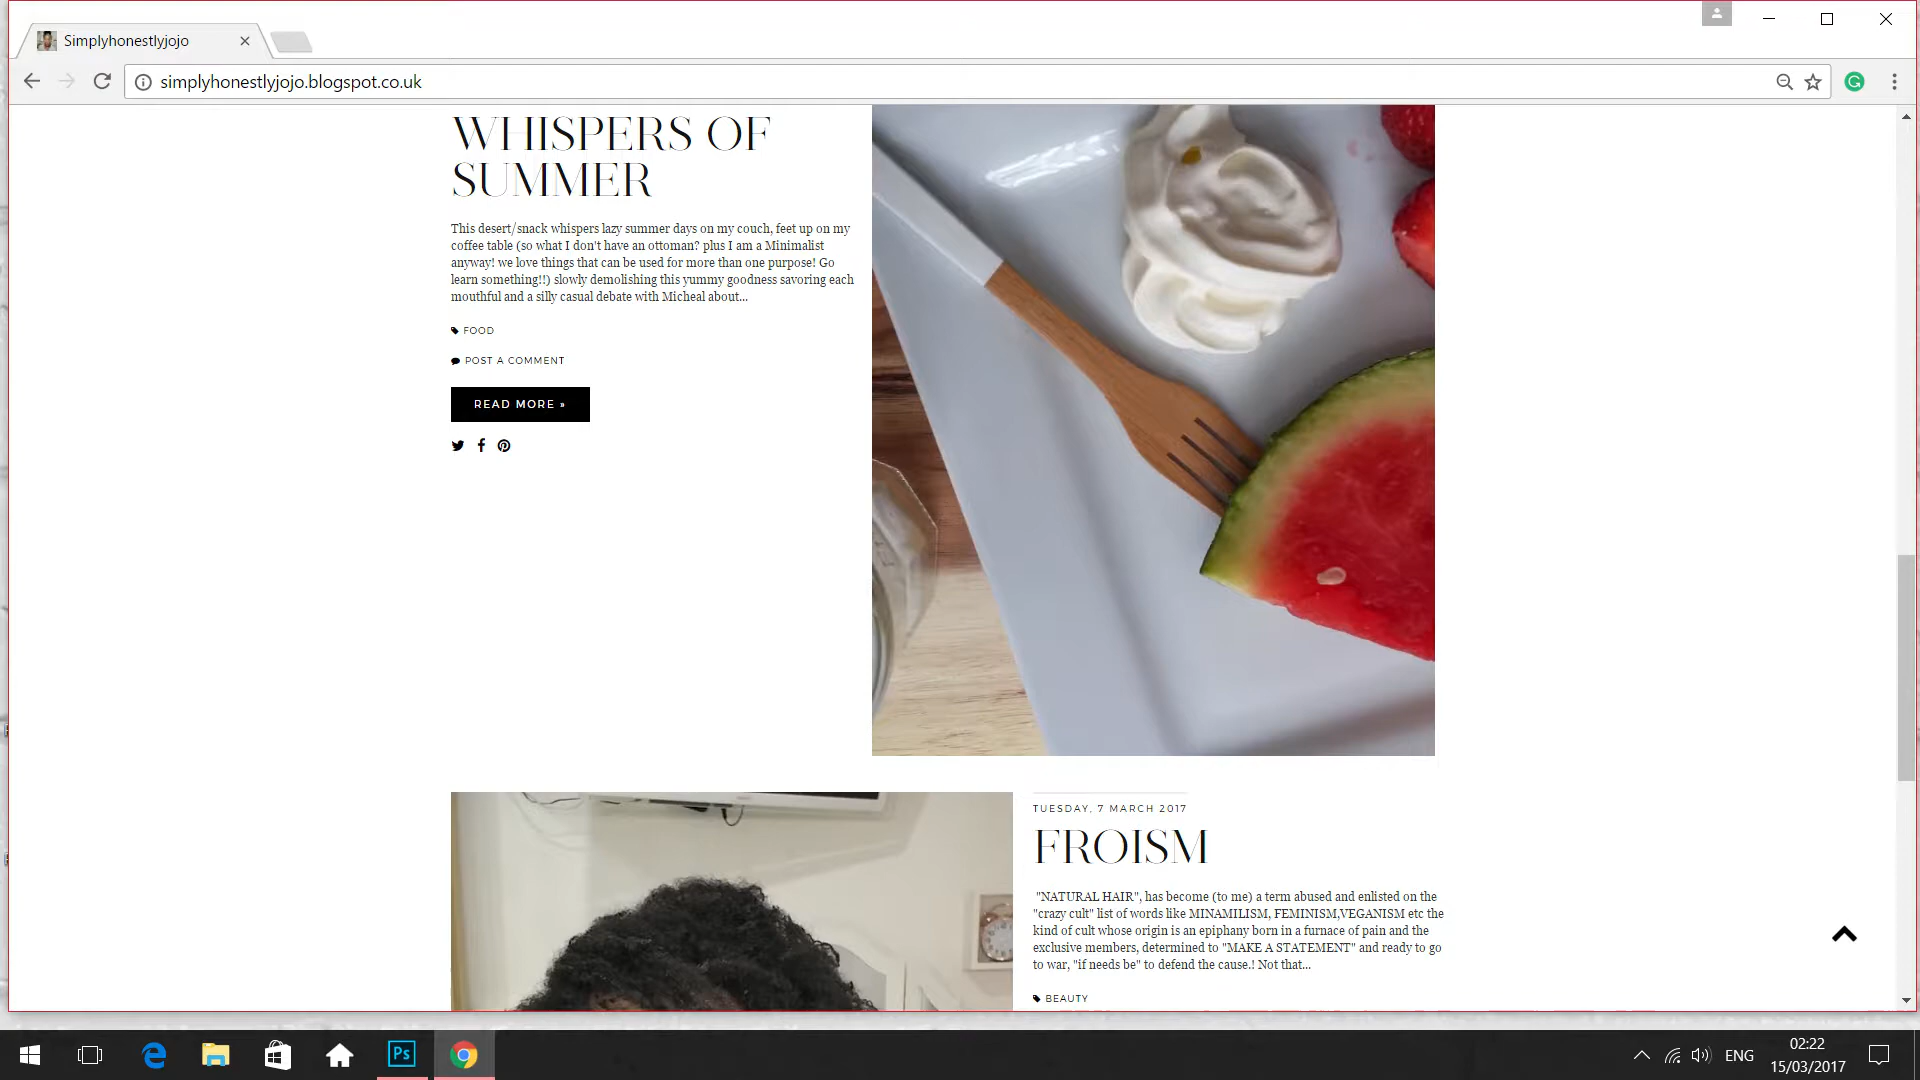 Simplyhonestlyjojo
simplyhonestlyjojo.blogspot.co.uk
WHISPERS OF
SUMMER
This desert/snack whispers lazy summer days on my couch, feet up on my
coffee table (so what I don't have an ottoman? plus I am a Minimalist
anyway! we love things that can be used for more than one purpose! Go
learn something!!) slowly demolishing this yummy goodness savoring each
mouthful and a silly casual debate with Micheal about...
FOOD
POST A COMMENT
READ MORE »
TUESDAY, 7 MARCH 2017
FROISM
"NATURAL HAIR", has become (to me) a term abused and enlisted on the
"crazy cult" list of words like MINAMILISM, FEMINISM,VEGANISM etc the
kind of cult whose origin is an epiphany born in a furnace of pain and the
exclusive members, determined to "MAKE A STATEMENT" and ready to go
to war, "if needs be" to defend the cause.! Not that...
BEAUTY
Ps
ENG
02:22
15/03/2017